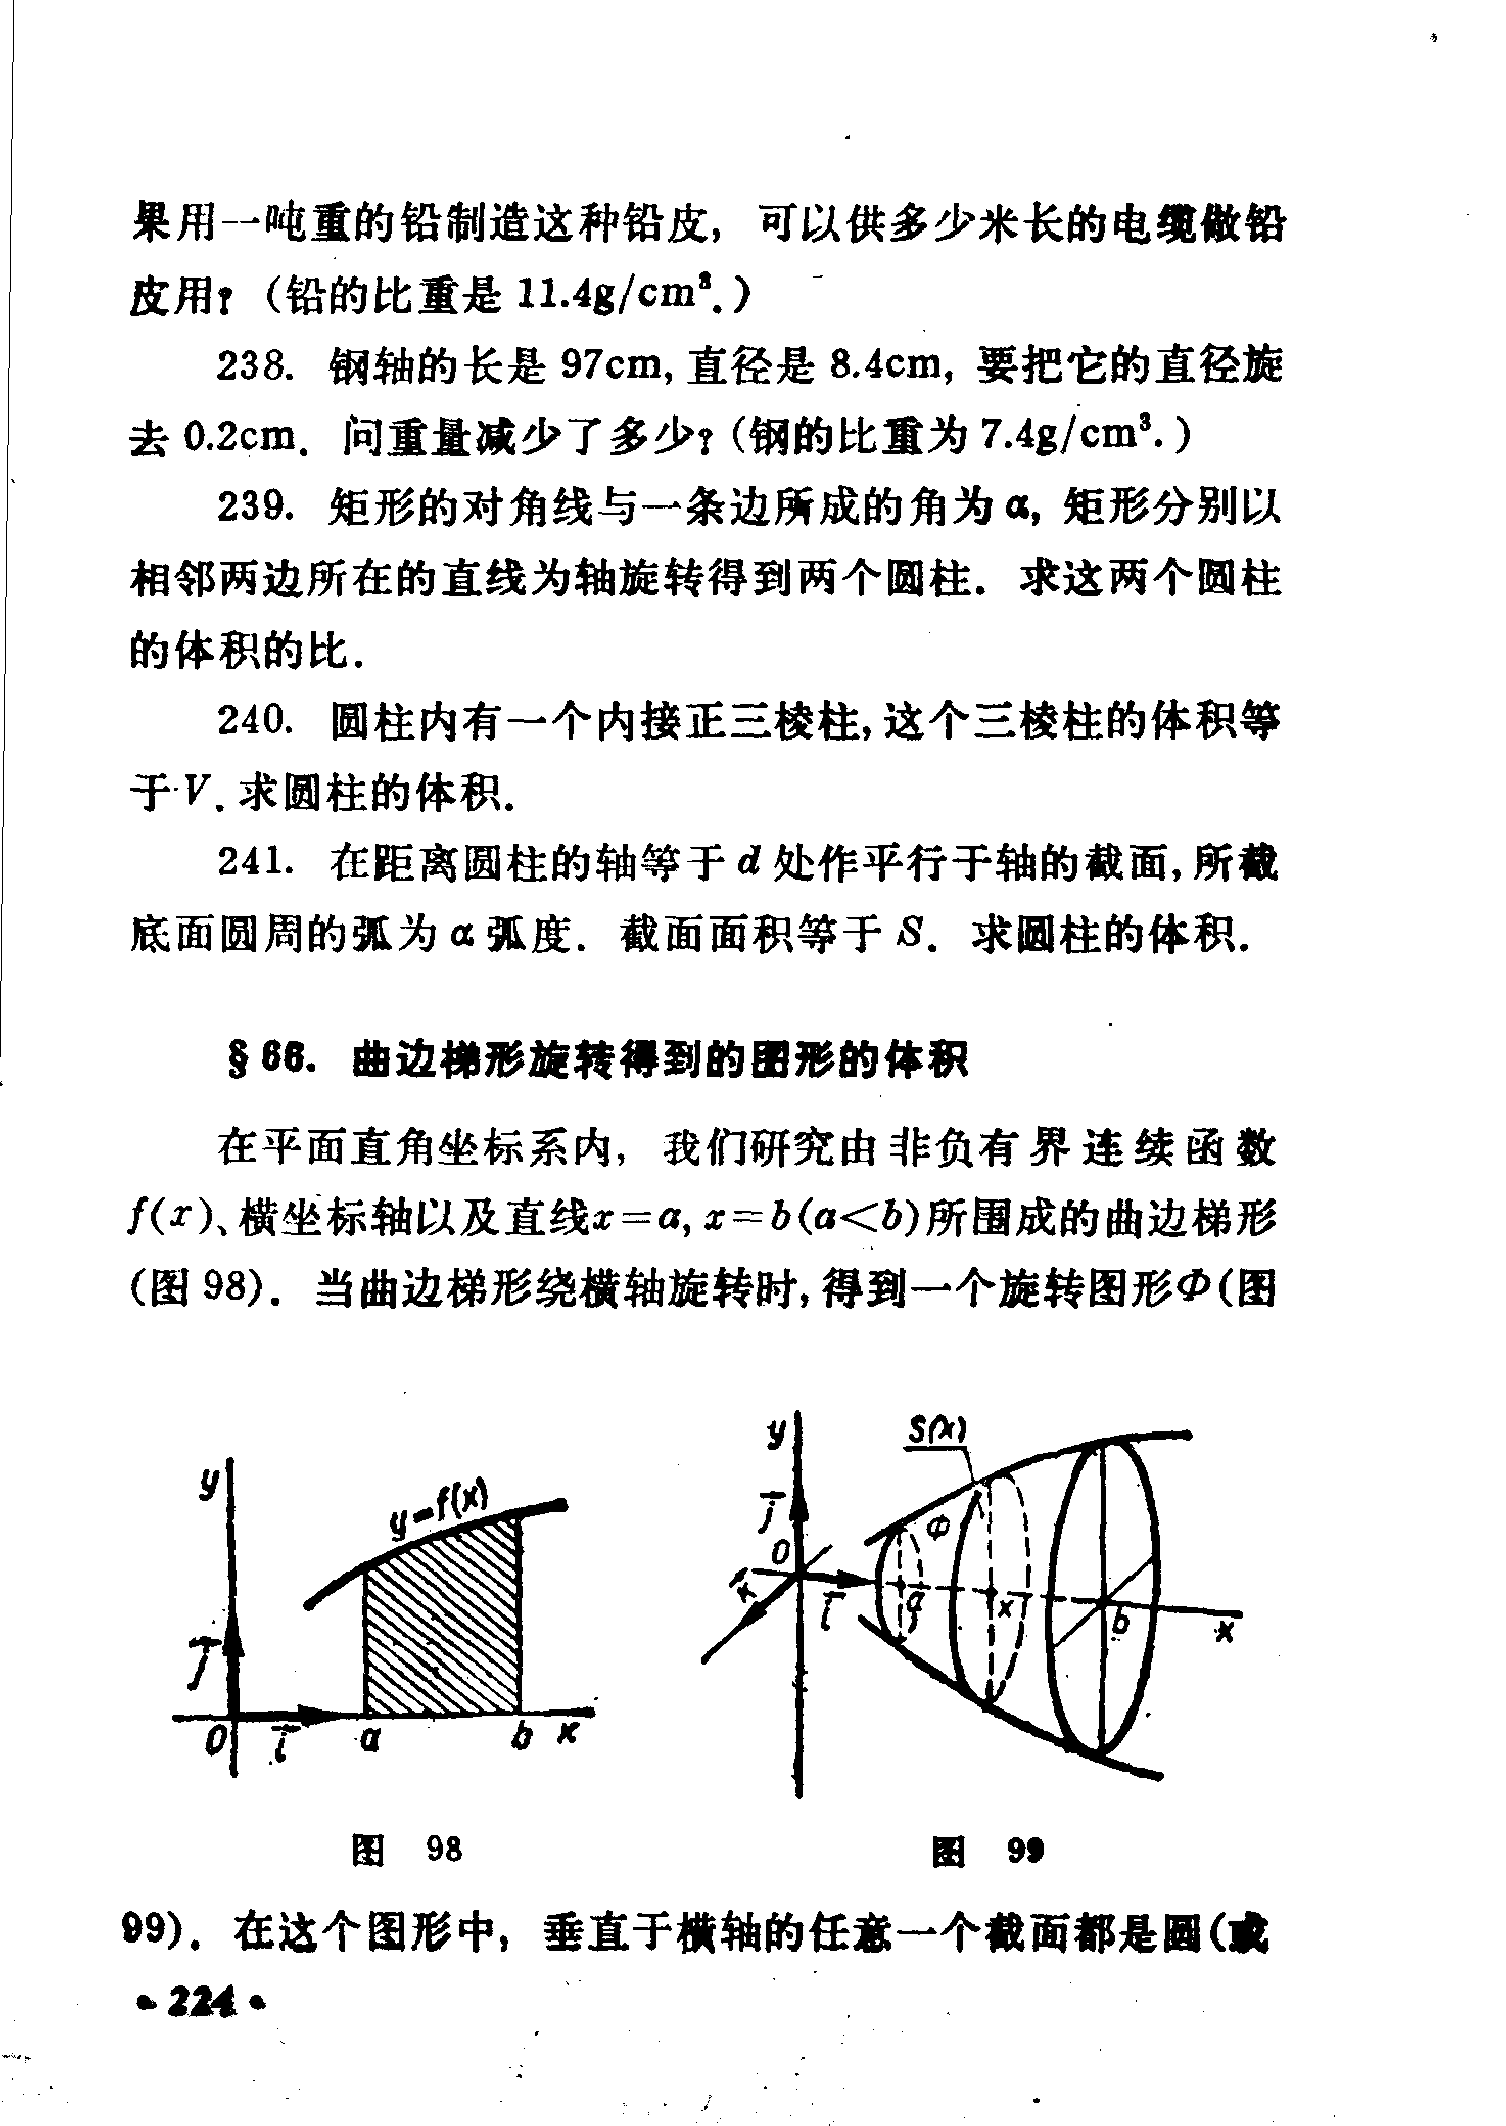 果用一吨重的铅制造这种铅皮，可以供多少米长的电缆做铅
皮用？（铅的比重是 11.4g/cm³.）
238. 钢轴的长是 97cm, 直径是 8.4cm, 要把它的直径旋
去 0.2cm. 问重量减少了多少？（钢的比重为 7.4g/cm³.）
239. 矩形的对角线与一条边所成的角为 α, 矩形分别以
相邻两边所在的直线为轴旋转得到两个圆柱. 求这两个圆柱
的体积的比.
240. 圆柱内有一个内接正三棱柱, 这个三棱柱的体积等
于 V. 求圆柱的体积.
241. 在距离圆柱的轴等于 d 处作平行于轴的截面, 所截
底面圆周的弧为 α 弧度. 截面面积等于 S. 求圆柱的体积.
§66. 曲边梯形旋转得到的图形的体积
在平面直角坐标系内，我们研究由非负有界连续函数
f(x)、横坐标轴以及直线x=a, x=b(a<b)所围成的曲边梯形
(图 98). 当曲边梯形绕横轴旋转时, 得到一个旋转图形Φ(图
y
y=f(x)
j
O
i
a
b
x
y
S(x)
j
Φ
O
k
i
a
x
b
x
图 98
图 99
99). 在这个图形中，垂直于横轴的任意一个截面都是圆(或
• 224 •